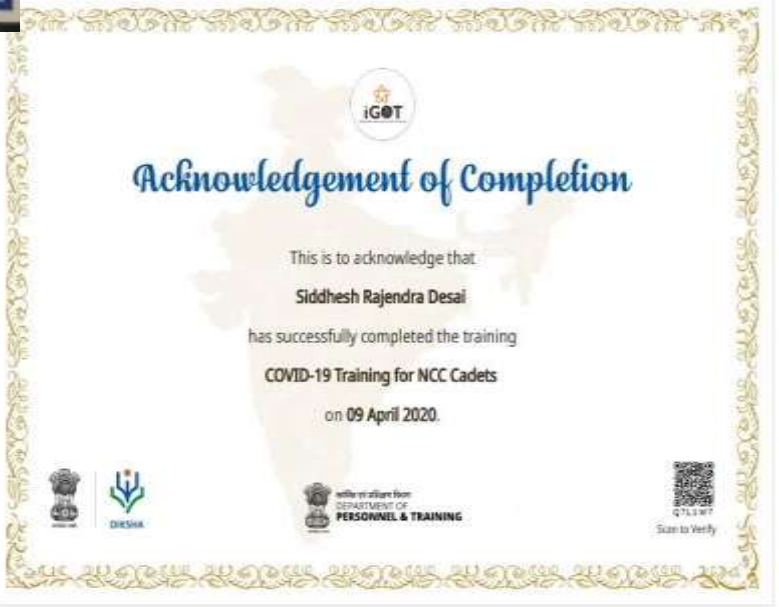 iGOT
Acknowledgement of Completion
This is to acknowledge that
Siddhesh Rajendra Desai
has successfully completed the training
COVID-19 Training for NCC Cadets
on 09 April 2020.
DIKSHA
DEPARTMENT OF
PERSONNEL & TRAINING
Scan to Verify